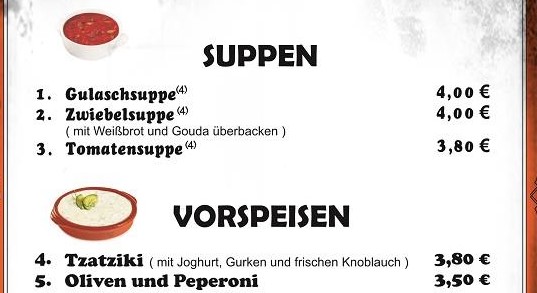 SUPPEN
1. Gulaschsuppe(4) 4,00 €
2. Zwiebelsuppe (4) 4,00 €
( mit Weißbrot und Gouda überbacken )
3. Tomatensuppe (4) 3,80 €
VORSPEISEN
4. Tzatziki ( mit Joghurt, Gurken und frischen Knoblauch ) 3,80 €
5. Oliven und Peperoni 3,50 €